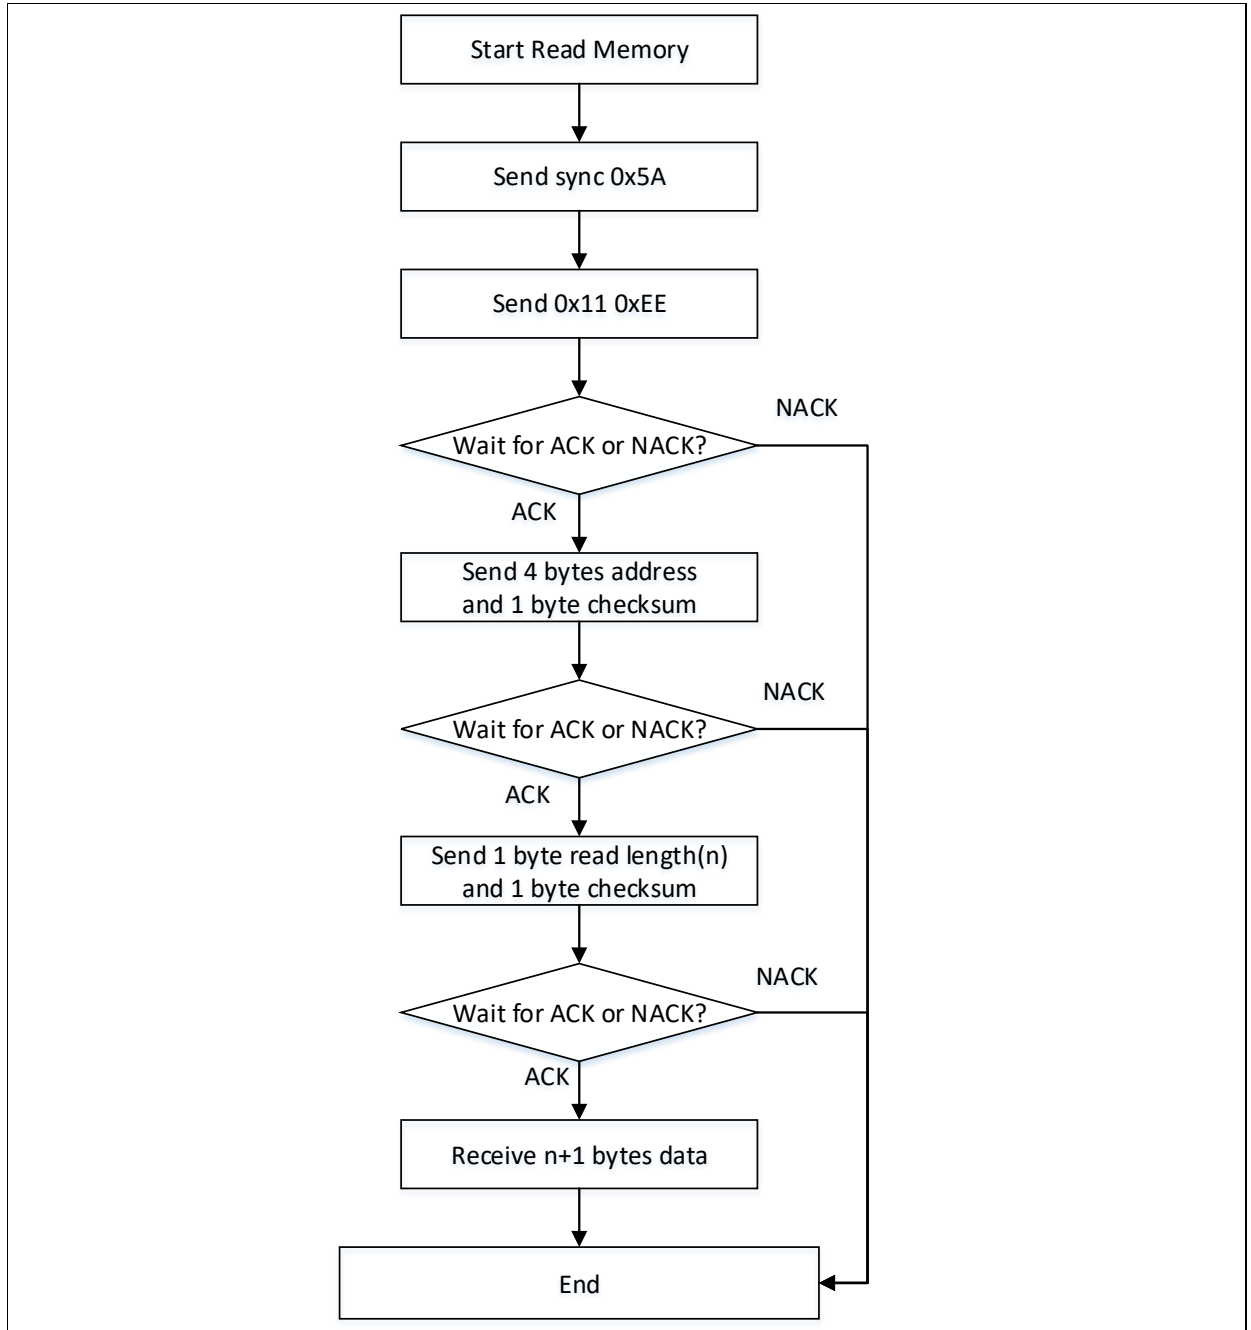 Start Read Memory
Send sync 0x5A
Send 0x11 0xEE
NACK
Wait for ACK or NACK?
ACK
Send 4 bytes address
and 1 byte checksum
NACK
Wait for ACK or NACK?
ACK
Send 1 byte read length(n)
and 1 byte checksum
NACK
Wait for ACK or NACK?
ACK
Receive n+1 bytes data
End